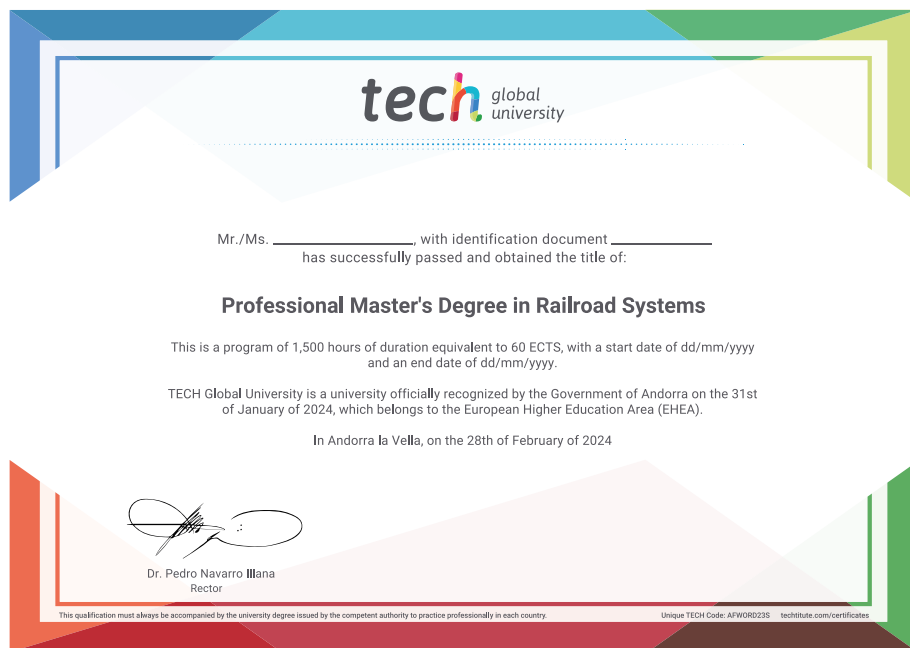 tech global
university
Mr./Ms. ______________, with identification document __________
has successfully passed and obtained the title of:
Professional Master's Degree in Railroad Systems
This is a program of 1,500 hours of duration equivalent to 60 ECTS, with a start date of dd/mm/yyyy
and an end date of dd/mm/yyyy.
TECH Global University is a university officially recognized by the Government of Andorra on the 31st
of January of 2024, which belongs to the European Higher Education Area (EHEA).
In Andorra la Vella, on the 28th of February of 2024
Dr. Pedro Navarro Illana
Rector
This qualification must always be accompanied by the university degree issued by the competent authority to practice professionally in each country.
Unique TECH Code: AFWORD23S techtitute.com/certificates